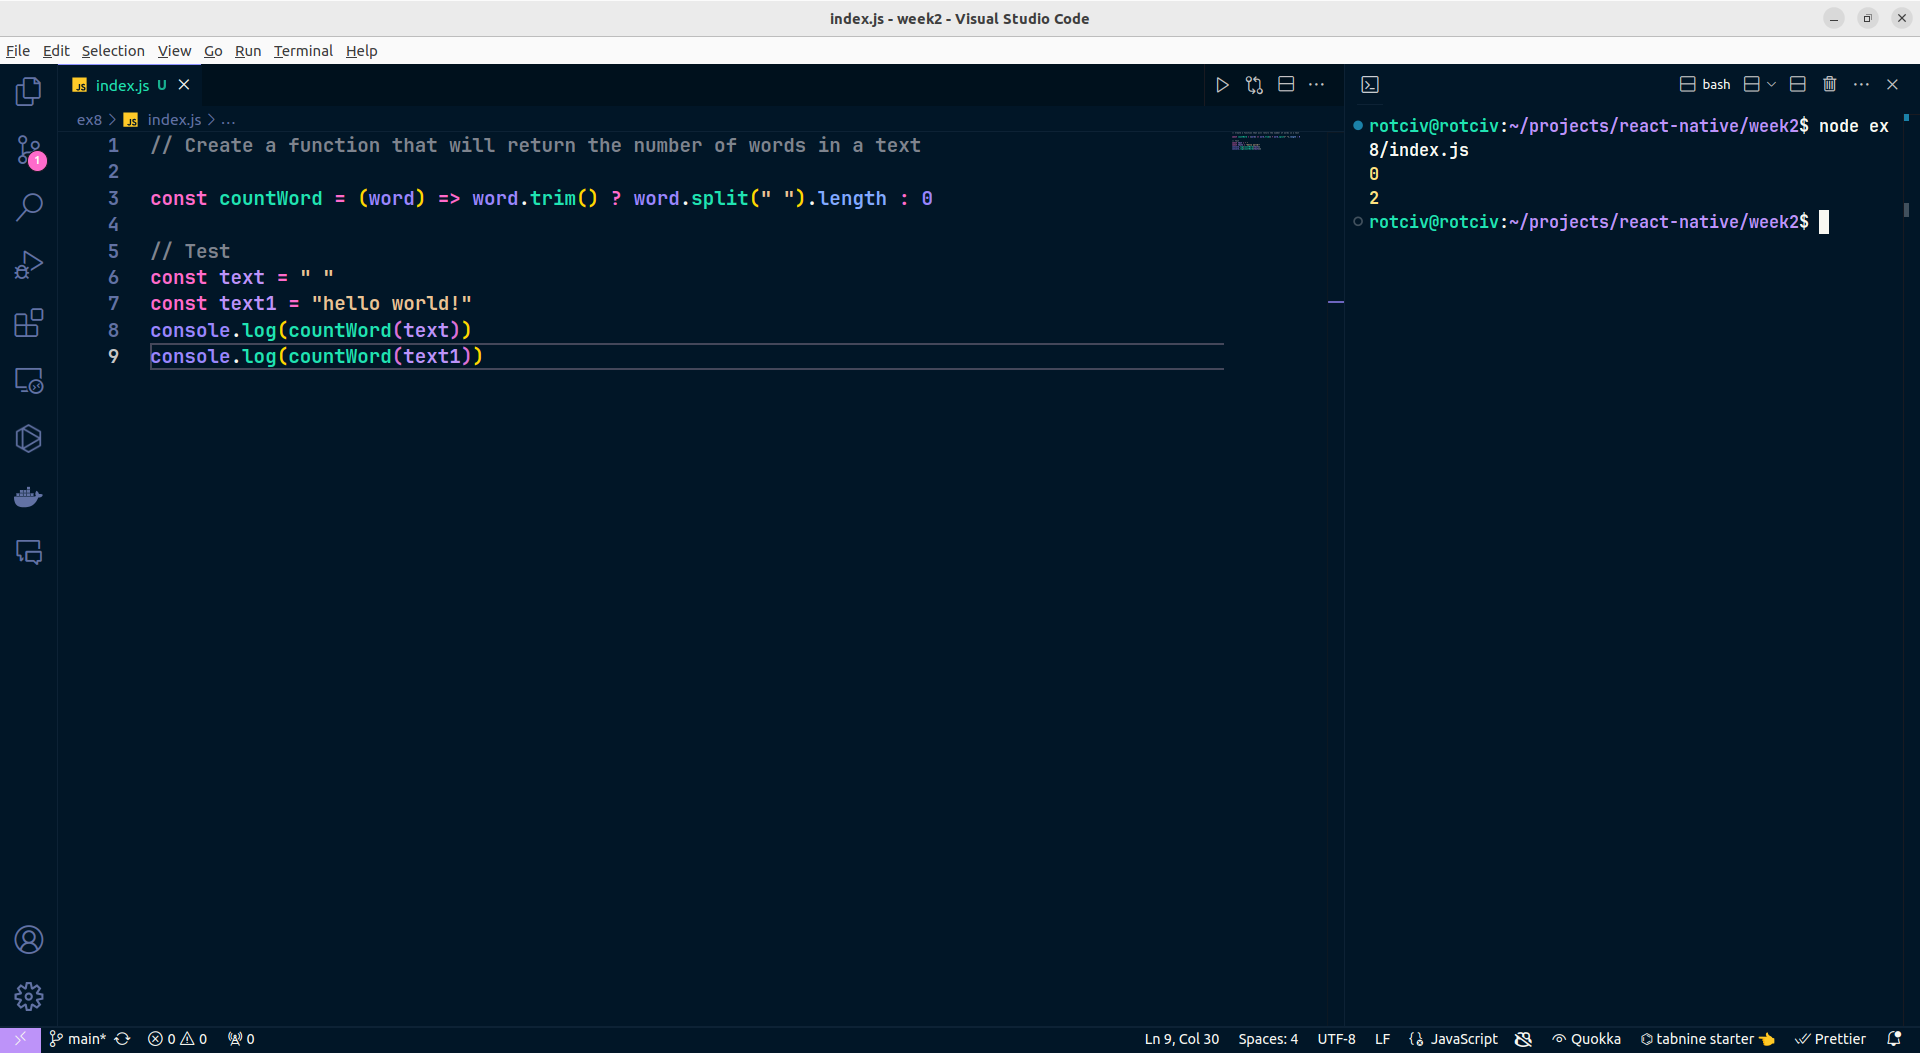 index.js - week2 - Visual Studio Code
File Edit Selection View Go Run Terminal Help
JS index.js U
bash
ex8 > JS index.js > ...
1 // Create a function that will return the number of words in a text
2
3 const countWord = (word) => word.trim() ? word.split(" ").length : 0
4
5 // Test
6 const text = " "
7 const text1 = "hello world!"
8 console.log(countWord(text))
9 console.log(countWord(text1))
rotciv@rotciv:~/projects/react-native/week2$ node ex
8/index.js
0
2
rotciv@rotciv:~/projects/react-native/week2$
1
main* 0 0 0 Ln 9, Col 30 Spaces: 4 UTF-8 LF JavaScript Quokka tabnine starter Prettier